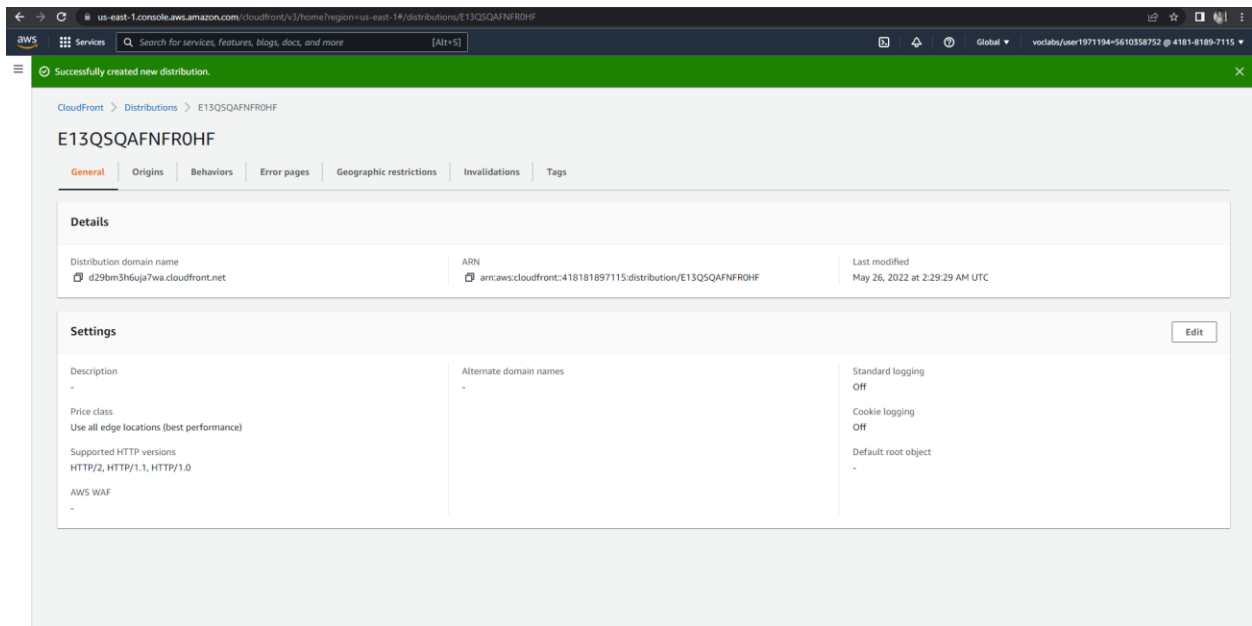 us-east-1.console.aws.amazon.com/cloudfront/v3/home?region=us-east-1#/distributions/E13QSQAFNFR0HF
aws Services Search for services, features, blogs, docs, and more [Alt+S] Global voclabs/user1971194=5610358752 @ 4181-8189-7115
Successfully created new distribution.
CloudFront > Distributions > E13QSQAFNFR0HF
E13QSQAFNFR0HF
General Origins Behaviors Error pages Geographic restrictions Invalidations Tags
Details
Distribution domain name ARN Last modified
d29bm3h6uja7wa.cloudfront.net arn:aws:cloudfront::418181897115:distribution/E13QSQAFNFR0HF May 26, 2022 at 2:29:29 AM UTC
Settings Edit
Description Alternate domain names Standard logging
- - Off
Price class Cookie logging
Use all edge locations (best performance) Off
Supported HTTP versions Default root object
HTTP/2, HTTP/1.1, HTTP/1.0 -
AWS WAF
-